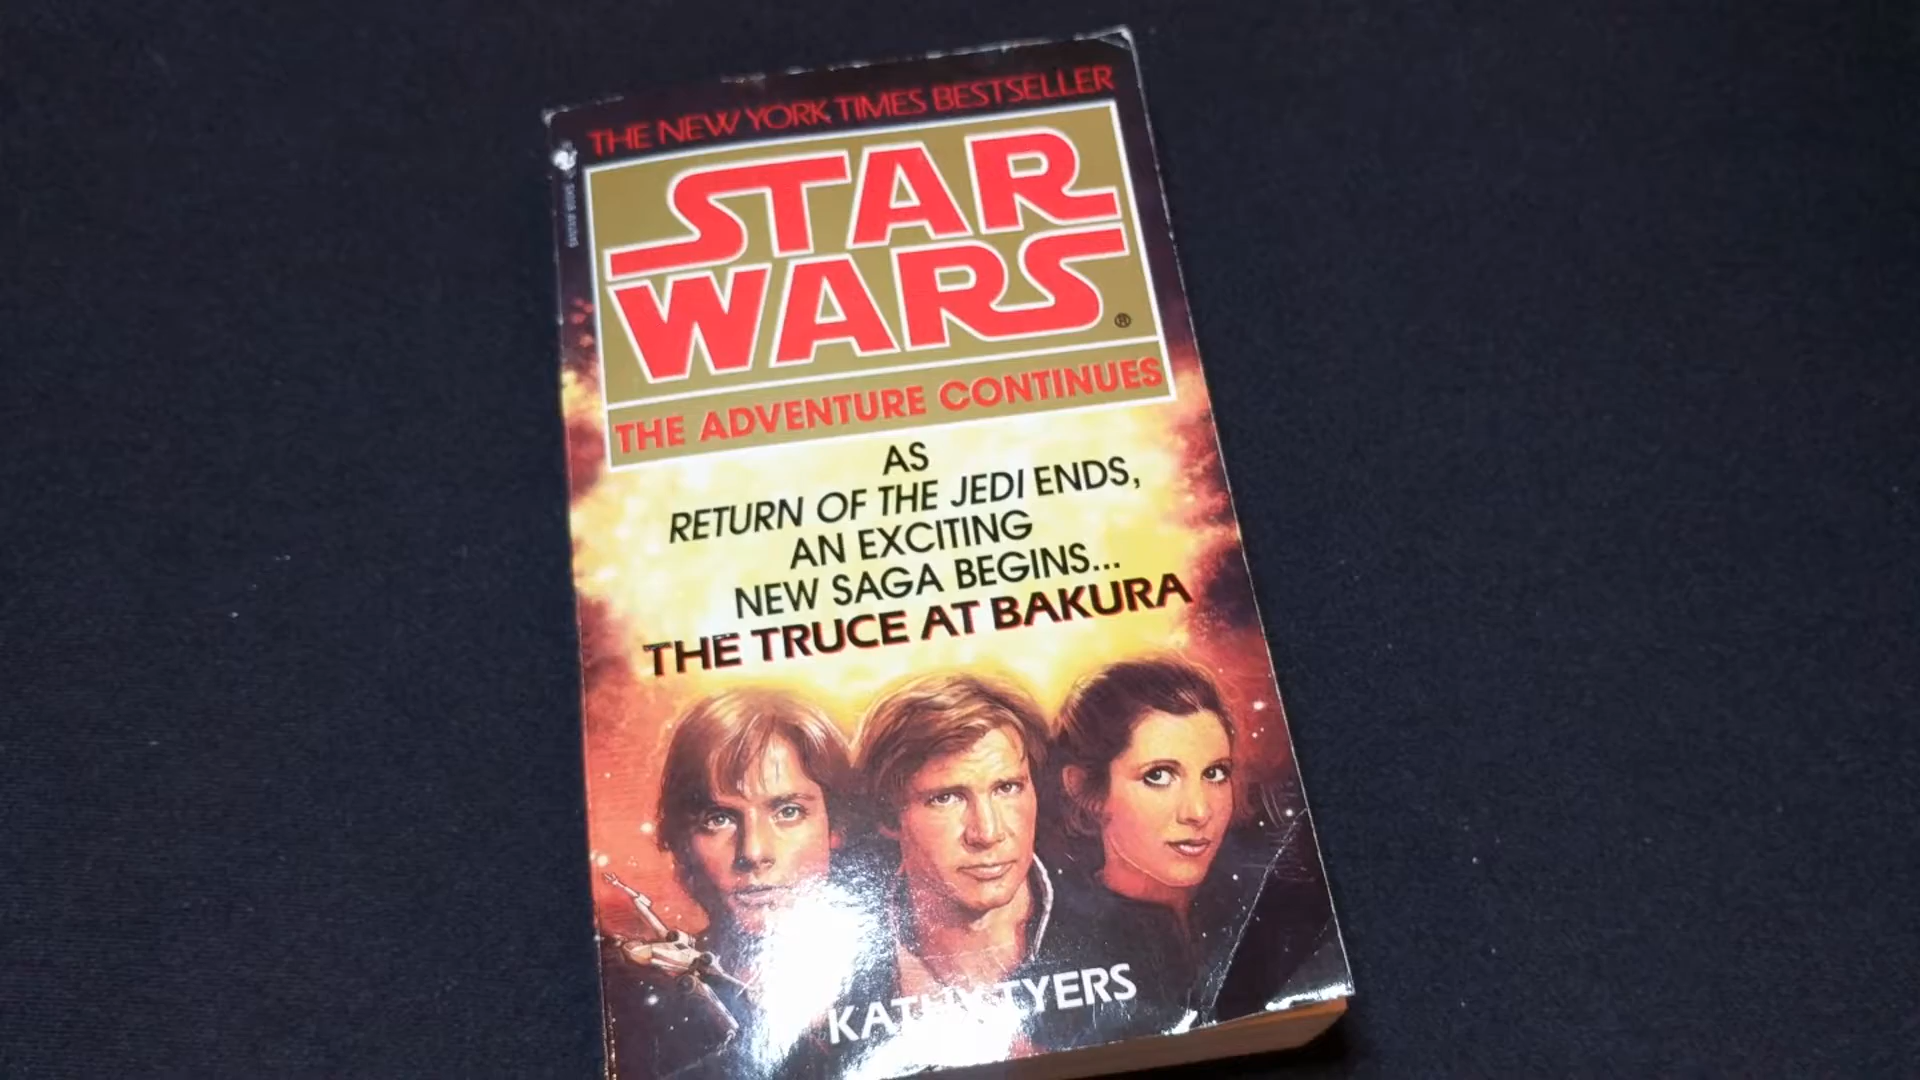 THE NEW YORK TIMES BESTSELLER
STAR
WARS®
THE ADVENTURE CONTINUES
AS
RETURN OF THE JEDI ENDS,
AN EXCITING
NEW SAGA BEGINS...
THE TRUCE AT BAKURA
KATHY TYERS